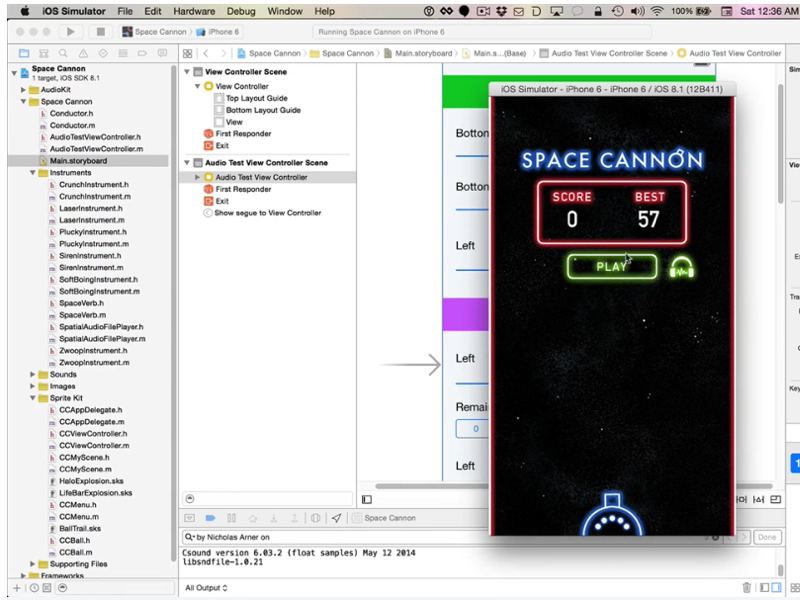 iOS Simulator File Edit Hardware Debug Window Help 100% Sat 12:36 AM
Space Cannon iPhone 6 Running Space Cannon on iPhone 6
Space Cannon Space Cannon Main.storyboard Main.s...(Base) Audio Test View Controller Scene Audio Test View Controller
Space Cannon
1 target, iOS SDK 8.1
AudioKit
Space Cannon
Conductor.h
Conductor.m
AudioTestViewController.h
AudioTestViewController.m
Main.storyboard
Instruments
CrunchInstrument.h
CrunchInstrument.m
LaserInstrument.h
LaserInstrument.m
PluckyInstrument.h
PluckyInstrument.m
SirenInstrument.h
SirenInstrument.m
SoftBoingInstrument.h
SoftBoingInstrument.m
SpaceVerb.h
SpaceVerb.m
SpatialAudioFilePlayer.h
SpatialAudioFilePlayer.m
ZwoopInstrument.h
ZwoopInstrument.m
Sounds
Images
Sprite Kit
CCAppDelegate.h
CCAppDelegate.m
CCViewController.h
CCViewController.m
CCMyScene.h
CCMyScene.m
HaloExplosion.sks
LifeBarExplosion.sks
CCMenu.h
CCMenu.m
BallTrail.sks
CCBall.h
CCBall.m
Supporting Files
Frameworks
View Controller Scene
View Controller
Top Layout Guide
Bottom Layout Guide
View
First Responder
Exit
Audio Test View Controller Scene
Audio Test View Controller
First Responder
Exit
Show segue to View Controller
Botton
Botton
Left
Left
Remai
0
Left
iOS Simulator - iPhone 6 - iPhone 6 / iOS 8.1 (12B411)
SPACE CANNON
SCORE BEST
0 57
PLAY
Space Cannon
by Nicholas Arner on
Done
Csound version 6.03.2 (float samples) May 12 2014
libsndfile-1.0.21
All Output
Sim
Vie
Tra
Key